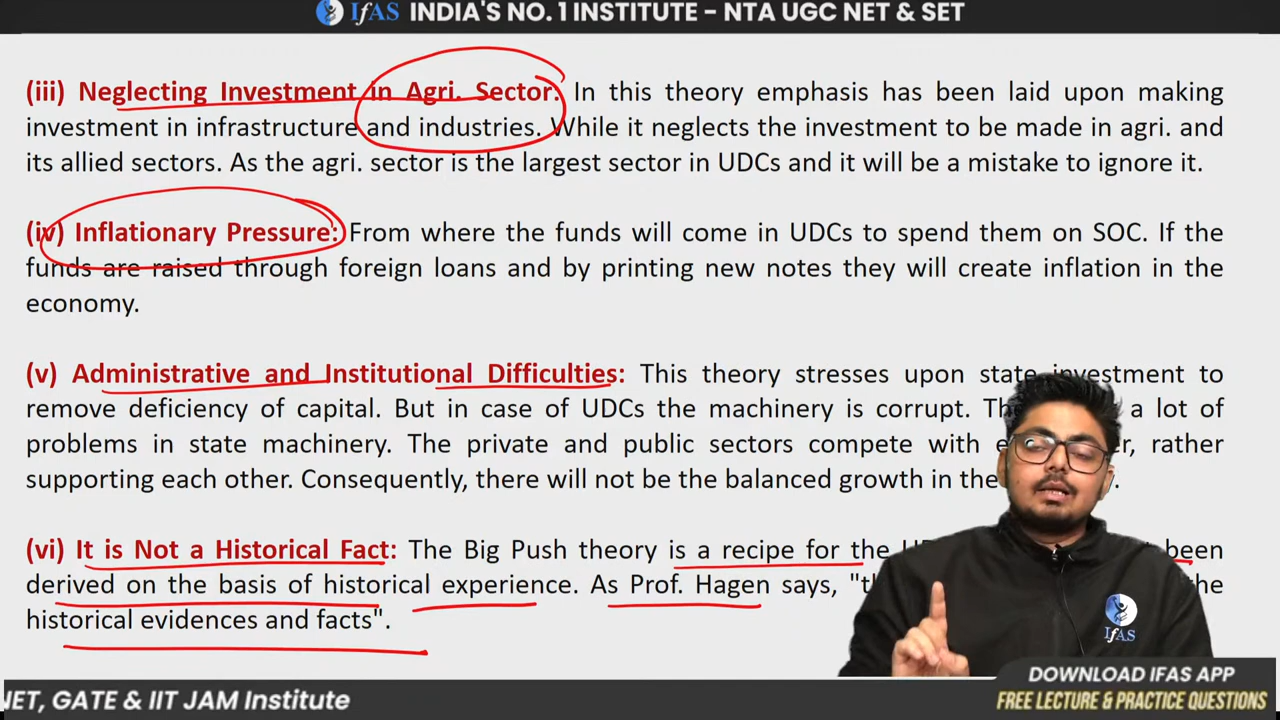 IFAS INDIA'S NO. 1 INSTITUTE - NTA UGC NET & SET
(iii) Neglecting Investment in Agri. Sector: In this theory emphasis has been laid upon making
investment in infrastructure and industries. While it neglects the investment to be made in agri. and
its allied sectors. As the agri. sector is the largest sector in UDCs and it will be a mistake to ignore it.
(iv) Inflationary Pressure: From where the funds will come in UDCs to spend them on SOC. If the
funds are raised through foreign loans and by printing new notes they will create inflation in the
economy.
(v) Administrative and Institutional Difficulties: This theory stresses upon state investment to
remove deficiency of capital. But in case of UDCs the machinery is corrupt. a lot of
problems in state machinery. The private and public sectors compete with rather
supporting each other. Consequently, there will not be the balanced growth in the
(vi) It is Not a Historical Fact: The Big Push theory is a recipe for the been
derived on the basis of historical experience. As Prof. Hagen says, the
historical evidences and facts".
IFAS
DOWNLOAD IFAS APP
NET, GATE & IIT JAM Institute
FREE LECTURE & PRACTICE QUESTIONS